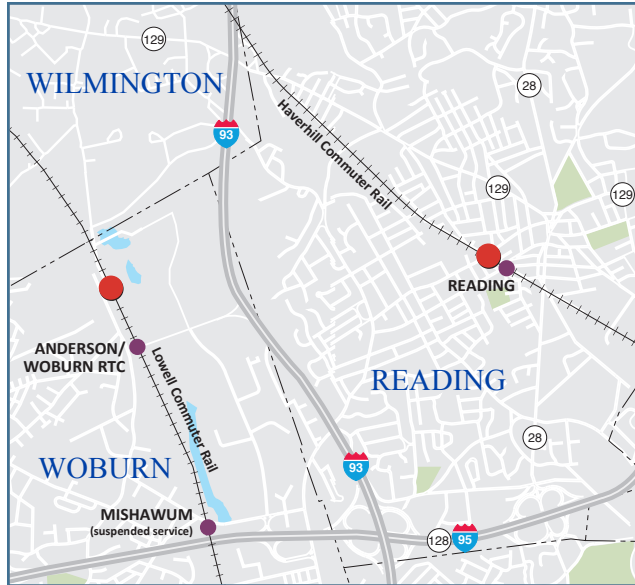 129
WILMINGTON
28
93
Haverhill Commuter Rail
129
129
READING
ANDERSON/
WOBURN RTC
Lowell Commuter Rail
READING
WOBURN
28
93
MISHAWUM
(suspended service)
128
95